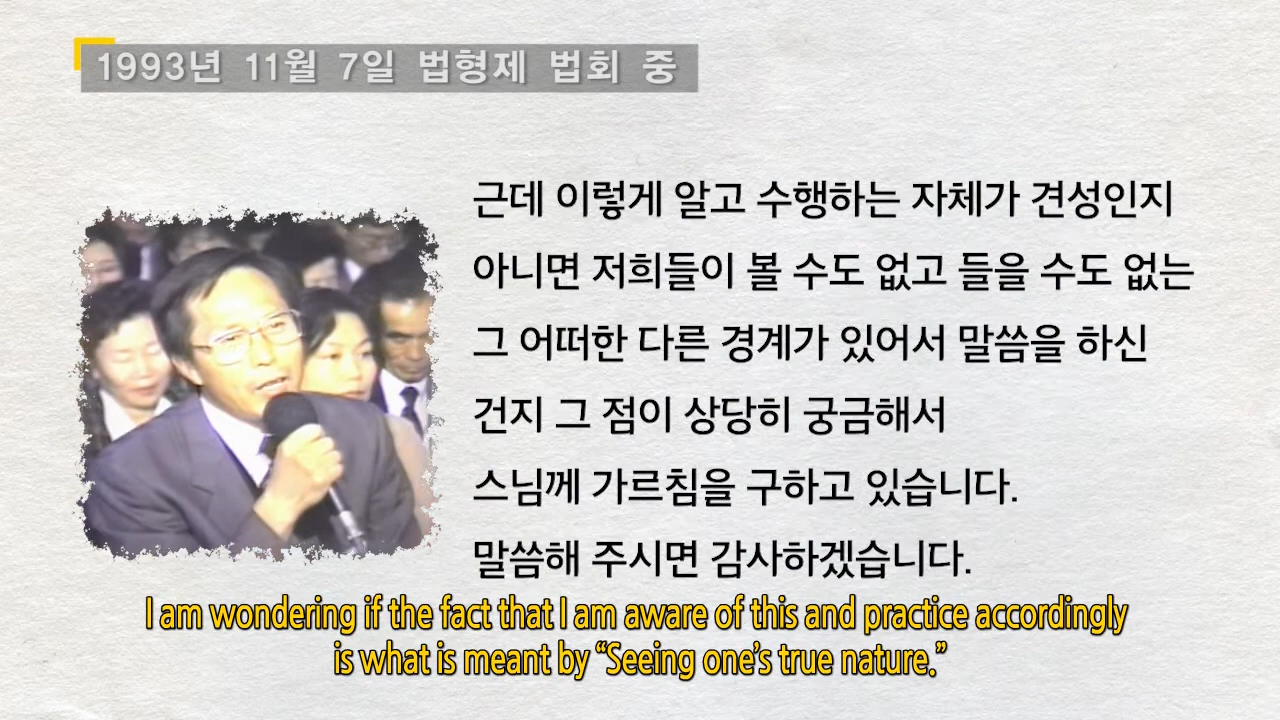 1993년 11월 7일 법형제 법회 중
근데 이렇게 알고 수행하는 자체가 견성인지
아니면 저희들이 볼 수도 없고 들을 수도 없는
그 어떠한 다른 경계가 있어서 말씀을 하신
건지 그 점이 상당히 궁금해서
스님께 가르침을 구하고 있습니다.
말씀해 주시면 감사하겠습니다.
I am wondering if the fact that I am aware of this and practice accordingly
is what is meant by “Seeing one’s true nature.”